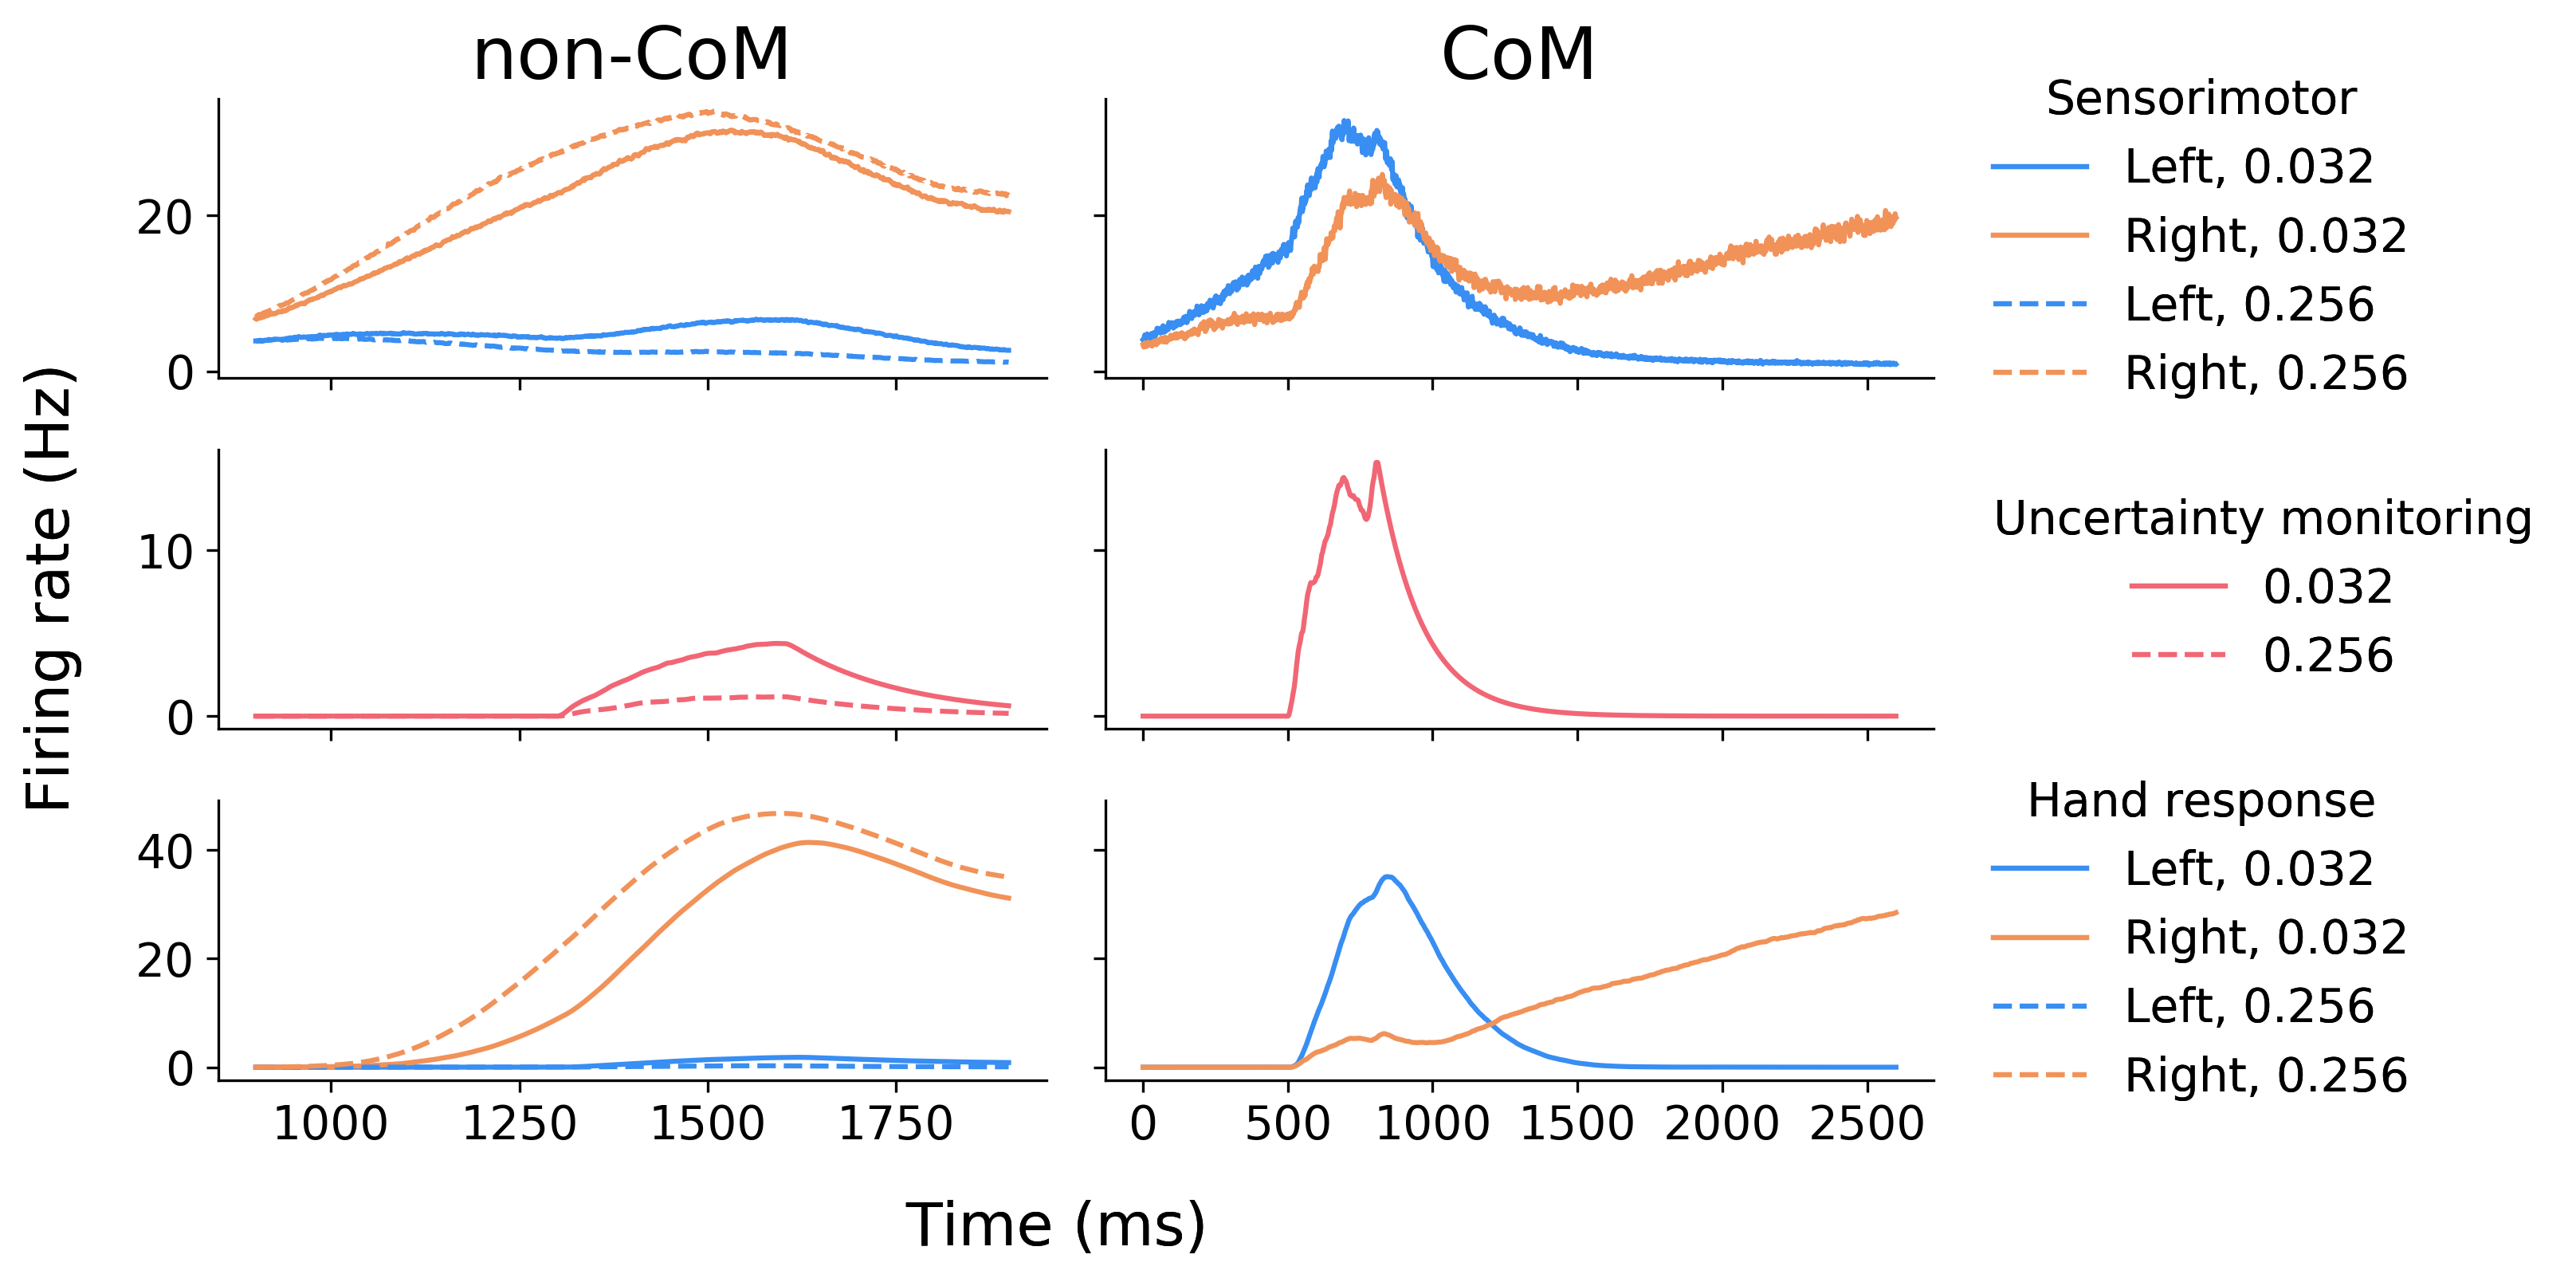 non-CoM
CoM
Firing rate (Hz)
20
0
10
0
40
20
0
1000
1250
1500
1750
0
500
1000
1500
2000
2500
Time (ms)
Sensorimotor
Left, 0.032
Right, 0.032
Left, 0.256
Right, 0.256
Uncertainty monitoring
0.032
0.256
Hand response
Left, 0.032
Right, 0.032
Left, 0.256
Right, 0.256